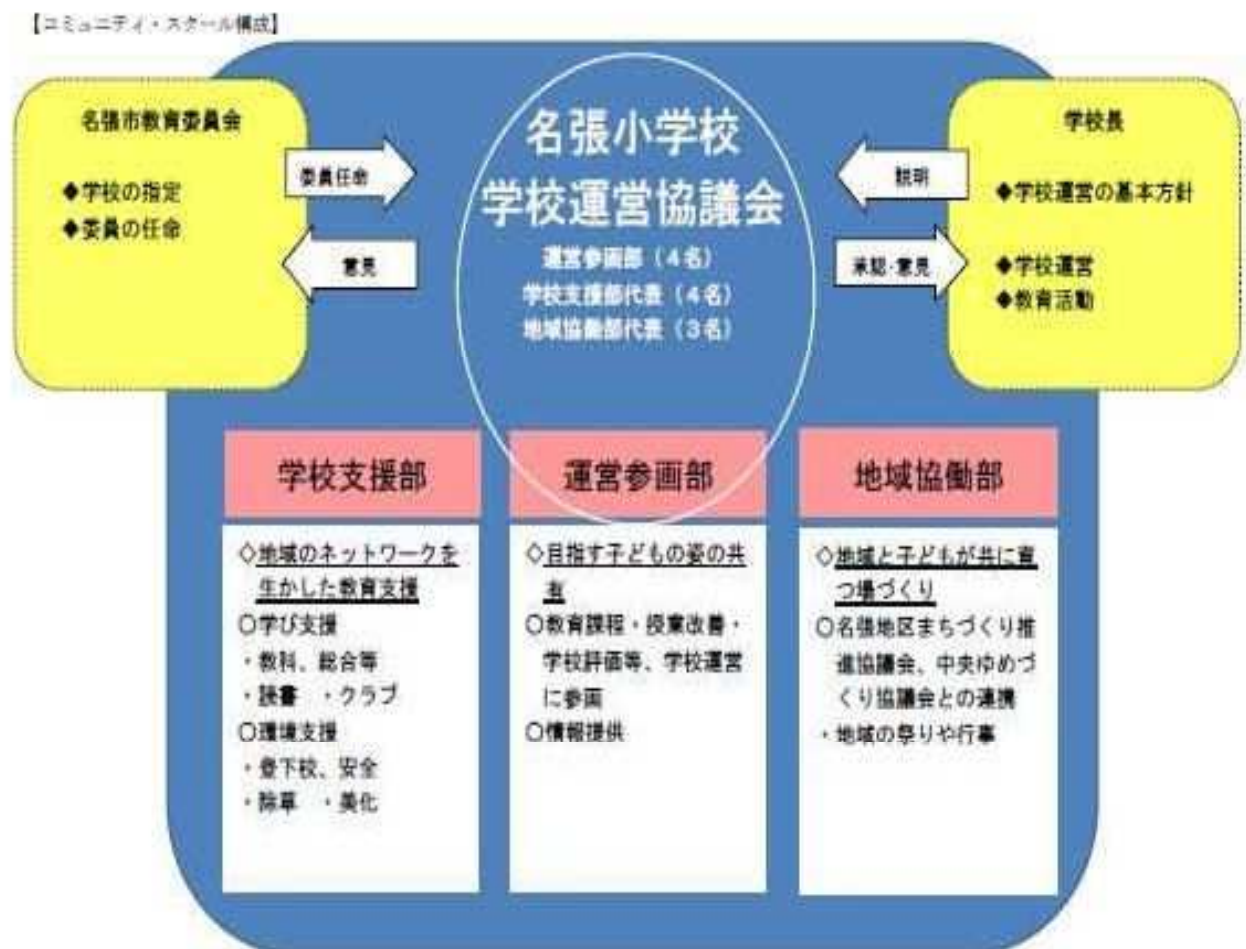 【コミュニティ・スクール構成】
名張市教育委員会
◆学校の指定
◆委員の任命
委員任命
意見
名張小学校
学校運営協議会
運営参画部(4名)
学校支援部代表(4名)
地域協働部代表(3名)
説明
承認・意見
学校長
◆学校運営の基本方針
◆学校運営
◆教育活動
学校支援部
◇地域のネットワークを
生かした教育支援
○学び支援
・教科、総合等
・読書 ・クラブ
○環境支援
・登下校、安全
・除草 ・美化
運営参画部
◇目指す子どもの姿の共
有
○教育課程・授業改善・
学校評価等、学校運営
に参画
○情報提供
地域協働部
◇地域と子どもが共に育
つ場づくり
○名張地区まちづくり推
進協議会、中央ゆめづ
くり協議会との連携
・地域の祭りや行事